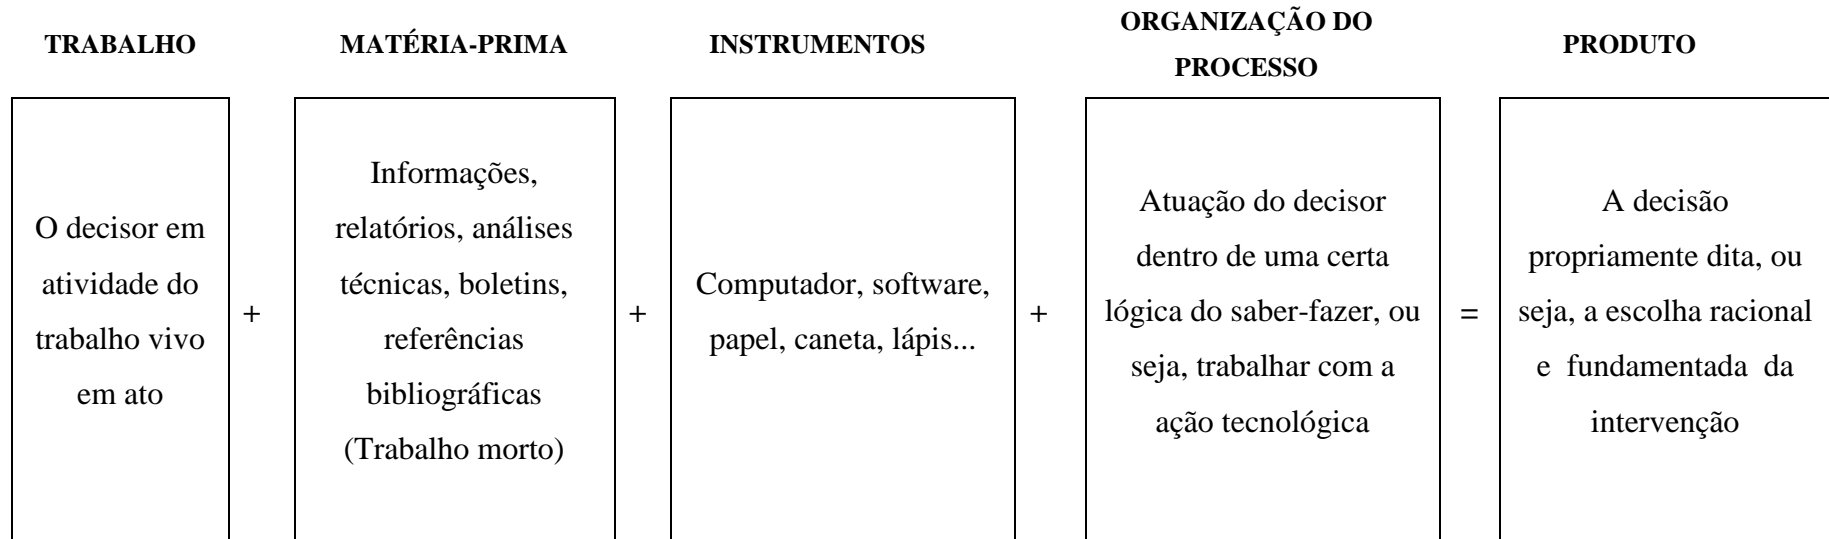 TRABALHO
MATÉRIA-PRIMA
INSTRUMENTOS
ORGANIZAÇÃO DO
PROCESSO
PRODUTO
O decisor em
atividade do
trabalho vivo
em ato
+
Informações,
relatórios, análises
técnicas, boletins,
referências
bibliográficas
(Trabalho morto)
+
Computador, software,
papel, caneta, lápis...
+
Atuação do decisor
dentro de uma certa
lógica do saber-fazer, ou
seja, trabalhar com a
ação tecnológica
=
A decisão
propriamente dita, ou
seja, a escolha racional
e fundamentada da
intervenção